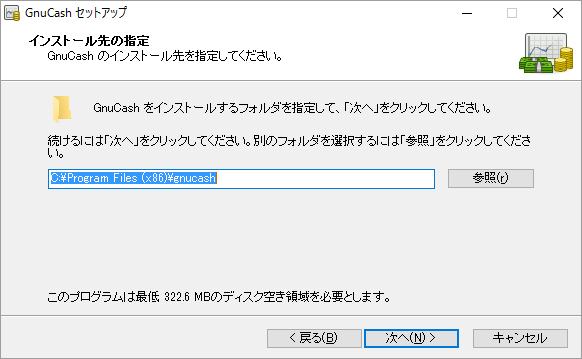 GnuCash セットアップ
インストール先の指定
GnuCash のインストール先を指定してください。
GnuCash をインストールするフォルダを指定して、「次へ」をクリックしてください。
続けるには「次へ」をクリックしてください。別のフォルダを選択するには「参照」をクリックしてくださ
い。
C:¥Program Files (x86)¥gnucash
参照(r)
このプログラムは最低 322.6 MBのディスク空き領域を必要とします。
< 戻る(B)
次へ(N) >
キャンセル